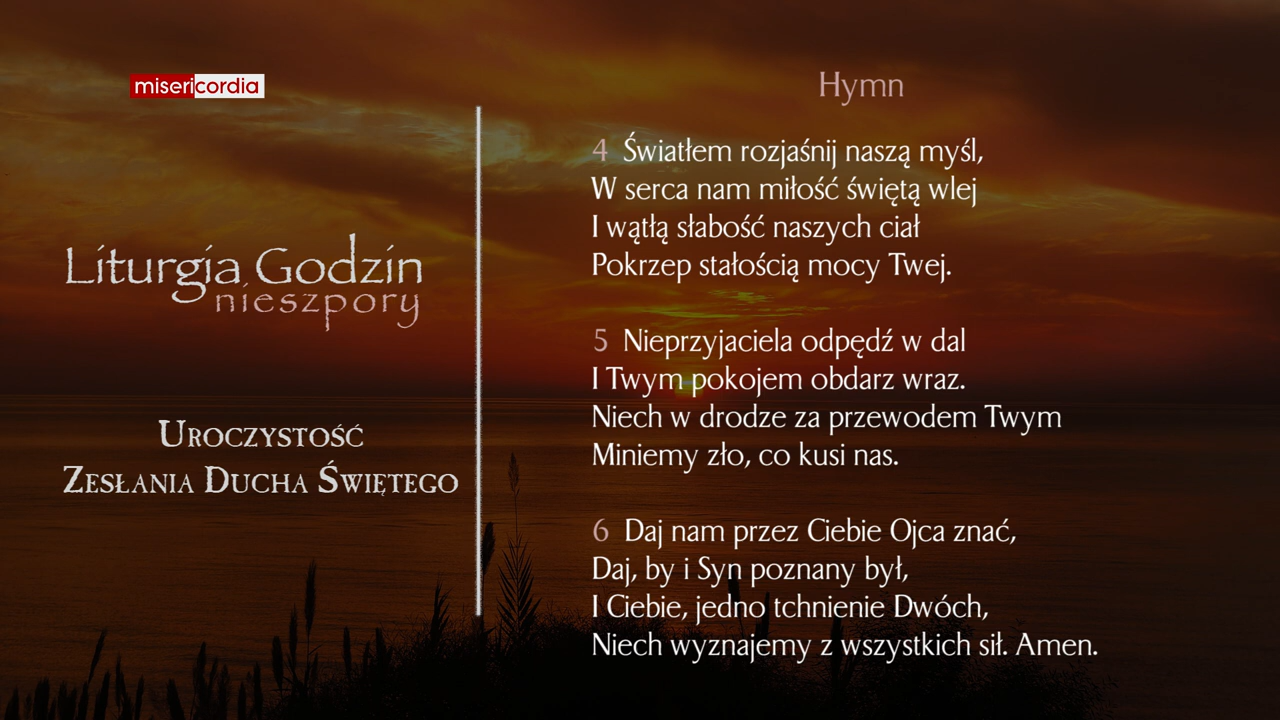 misericordia
Liturgia Godzin
nieszpory
Uroczystość
Zesłania Ducha Świętego
Hymn
4 Światłem rozjaśnij naszą myśl,
W serca nam miłość świętą wlej
I wątłą słabość naszych ciał
Pokrzep stałością mocy Twej.
5 Nieprzyjaciela odpędź w dal
I Twym pokojem obdarz wraz.
Niech w drodze za przewodem Twym
Miniemy zło, co kusi nas.
6 Daj nam przez Ciebie Ojca znać,
Daj, by i Syn poznany był,
I Ciebie, jedno tchnienie Dwóch,
Niech wyznajemy z wszystkich sił. Amen.